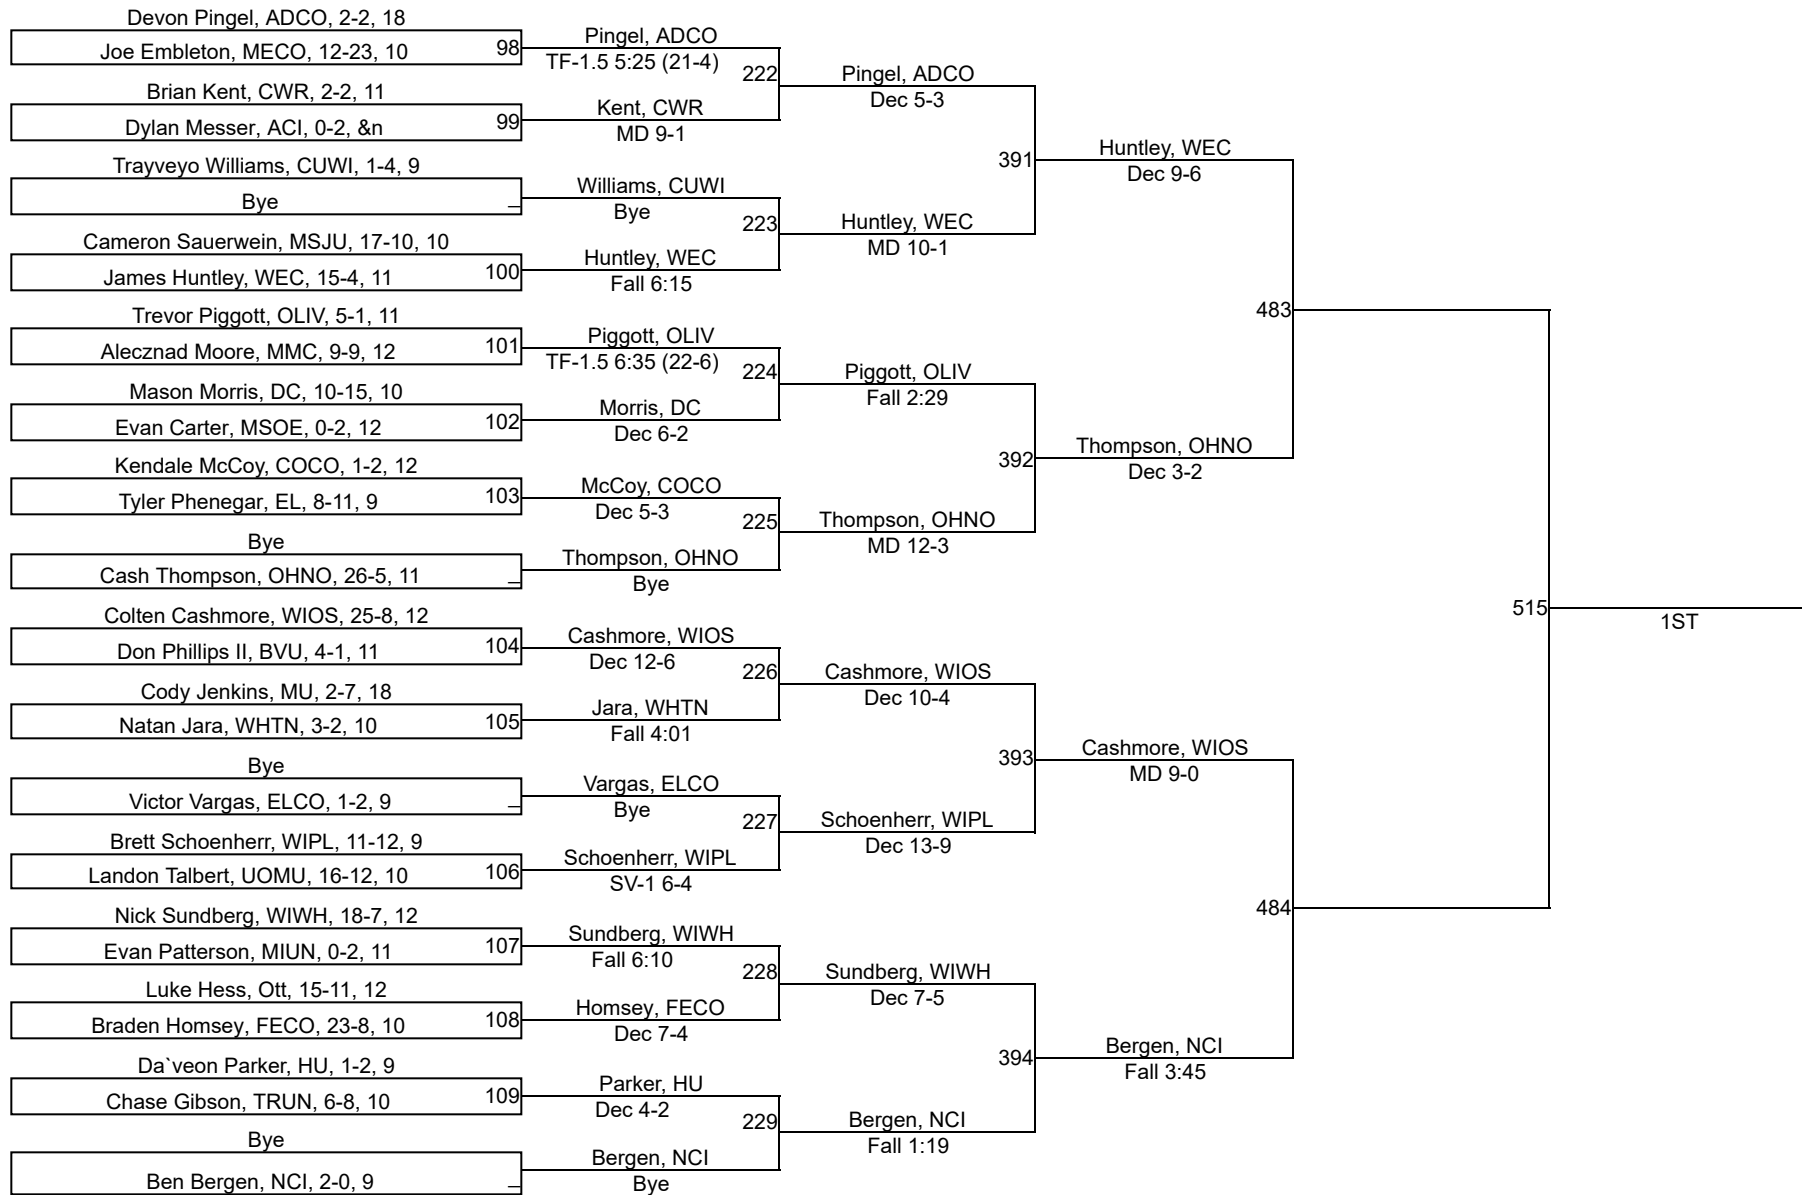 Devon Pingel, ADCO, 2-2, 18
Joe Embleton, MECO, 12-23, 10
98
Brian Kent, CWR, 2-2, 11
Dylan Messer, ACI, 0-2, &n
99
Trayveyo Williams, CUWI, 1-4, 9
Bye
_
Cameron Sauerwein, MSJU, 17-10, 10
James Huntley, WEC, 15-4, 11
100
Trevor Piggott, OLIV, 5-1, 11
Alecznad Moore, MMC, 9-9, 12
101
Mason Morris, DC, 10-15, 10
Evan Carter, MSOE, 0-2, 12
102
Kendale McCoy, COCO, 1-2, 12
Tyler Phenegar, EL, 8-11, 9
103
Bye
Cash Thompson, OHNO, 26-5, 11
_
Colten Cashmore, WIOS, 25-8, 12
Don Phillips II, BVU, 4-1, 11
104
Cody Jenkins, MU, 2-7, 18
Natan Jara, WHTN, 3-2, 10
105
Bye
Victor Vargas, ELCO, 1-2, 9
_
Brett Schoenherr, WIPL, 11-12, 9
Landon Talbert, UOMU, 16-12, 10
106
Nick Sundberg, WIWH, 18-7, 12
Evan Patterson, MIUN, 0-2, 11
107
Luke Hess, Ott, 15-11, 12
Braden Homsey, FECO, 23-8, 10
108
Da`veon Parker, HU, 1-2, 9
Chase Gibson, TRUN, 6-8, 10
109
Bye
Ben Bergen, NCI, 2-0, 9
_
Pingel, ADCO
TF-1.5 5:25 (21-4)
222
Kent, CWR
MD 9-1
Williams, CUWI
Bye
223
Huntley, WEC
Fall 6:15
Piggott, OLIV
TF-1.5 6:35 (22-6)
224
Morris, DC
Dec 6-2
McCoy, COCO
Dec 5-3
225
Thompson, OHNO
Bye
Cashmore, WIOS
Dec 12-6
226
Jara, WHTN
Fall 4:01
Vargas, ELCO
Bye
227
Schoenherr, WIPL
SV-1 6-4
Sundberg, WIWH
Fall 6:10
228
Homsey, FECO
Dec 7-4
Parker, HU
Dec 4-2
229
Bergen, NCI
Bye
Pingel, ADCO
Dec 5-3
391
Huntley, WEC
MD 10-1
Piggott, OLIV
Fall 2:29
392
Thompson, OHNO
MD 12-3
Cashmore, WIOS
Dec 10-4
393
Schoenherr, WIPL
Dec 13-9
Sundberg, WIWH
Dec 7-5
394
Bergen, NCI
Fall 1:19
Huntley, WEC
Dec 9-6
483
Thompson, OHNO
Dec 3-2
Cashmore, WIOS
MD 9-0
484
Bergen, NCI
Fall 3:45
515
1ST